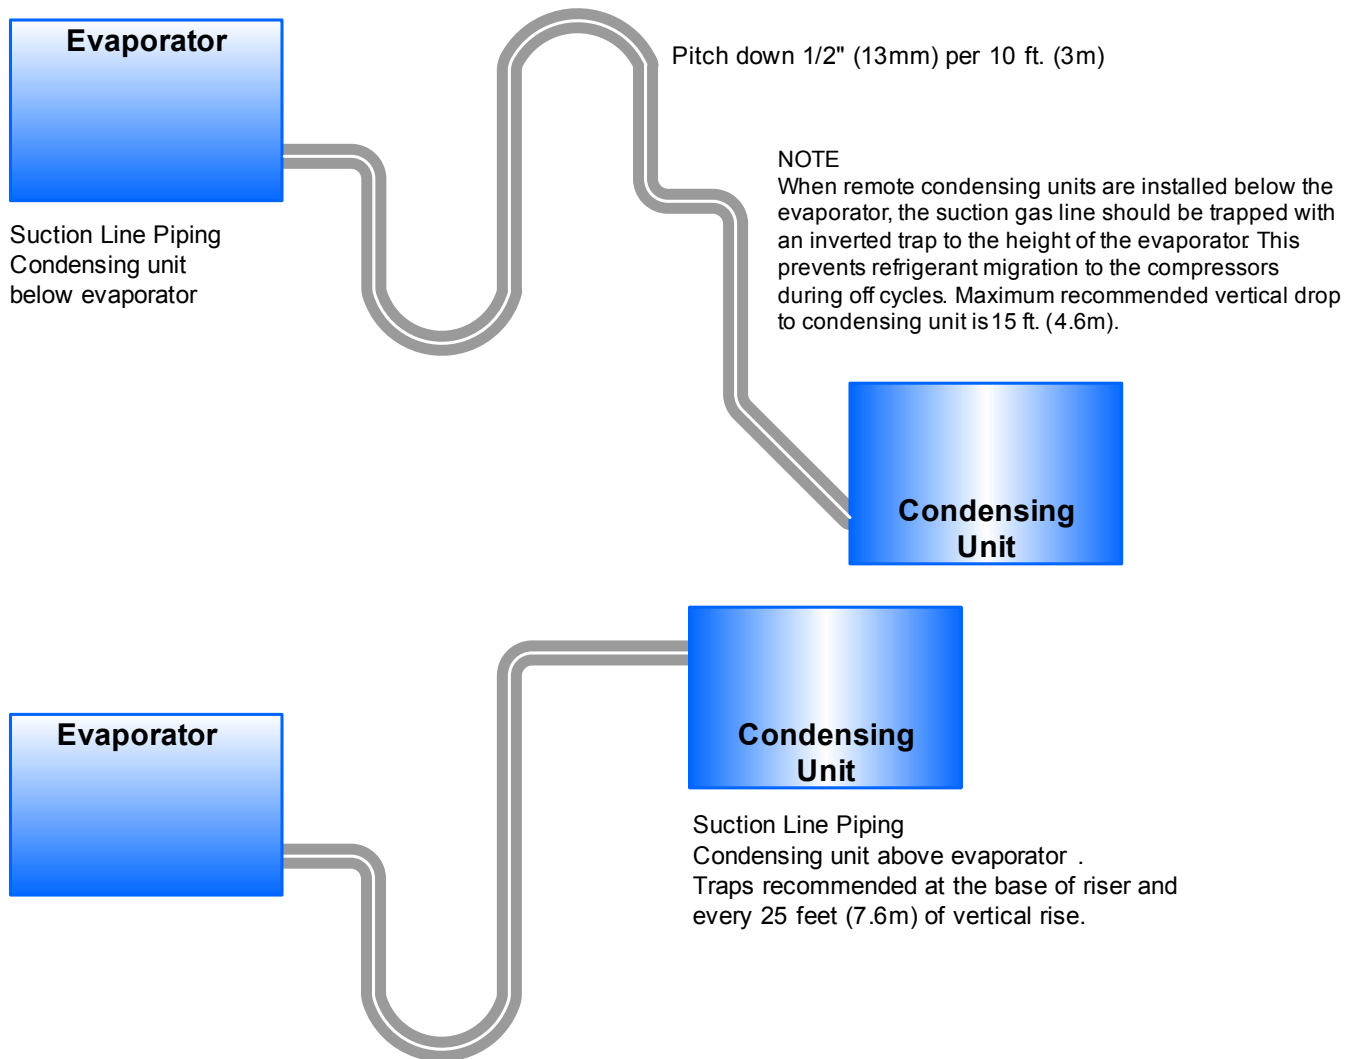 Evaporator
Pitch down 1/2" (13mm) per 10 ft. (3m)
NOTE
When remote condensing units are installed below the
evaporator, the suction gas line should be trapped with
an inverted trap to the height of the evaporator. This
prevents refrigerant migration to the compressors
during off cycles. Maximum recommended vertical drop
to condensing unit is 15 ft. (4.6m).
Suction Line Piping
Condensing unit
below evaporator
Condensing
Unit
Evaporator
Condensing
Unit
Suction Line Piping
Condensing unit above evaporator .
Traps recommended at the base of riser and
every 25 feet (7.6m) of vertical rise.